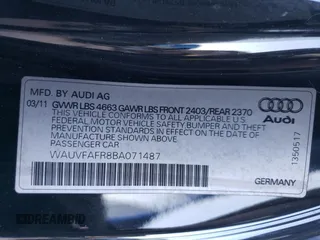 MFD. BY AUDI AG
03/11 GVWR LBS 4663 GAWR LBS FRONT 2403/REAR 2370
THIS VEHICLE CONFORMS TO ALL APPLICABLE U.S.
FEDERAL MOTOR VEHICLE SAFETY BUMPER AND THEFT
PREVENTION STANDARDS IN EFFECT ON THE DATE OF
MANUFACTURE SHOWN ABOVE.
PASSENGER CAR
WAUVFAFR8BA071487
GERMANY
Audi
1350517
DREAMBID